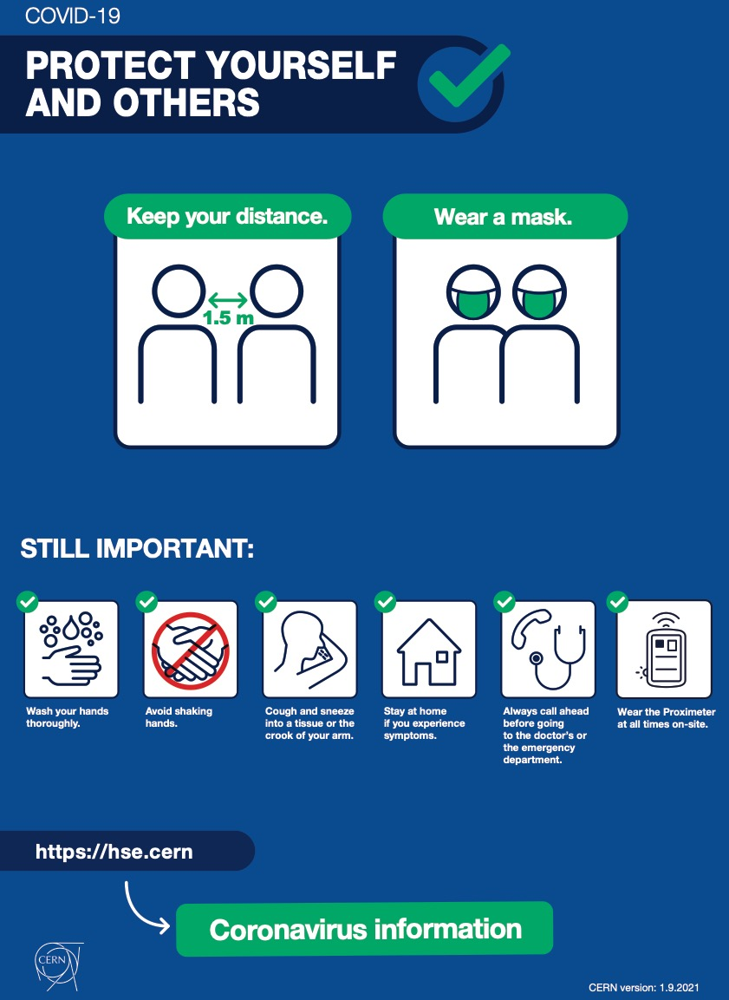 COVID-19
PROTECT YOURSELF
AND OTHERS
Keep your distance.
Wear a mask.
1.5 m
STILL IMPORTANT:
Wash your hands
thoroughly.
Avoid shaking
hands.
Cough and sneeze
into a tissue or the
crook of your arm.
Stay at home
if you experience
symptoms.
Always call ahead
before going
to the doctor's or
the emergency
department.
Wear the Proximeter
at all times on-site.
https://hse.cern
Coronavirus information
CERN
CERN version: 1.9.2021